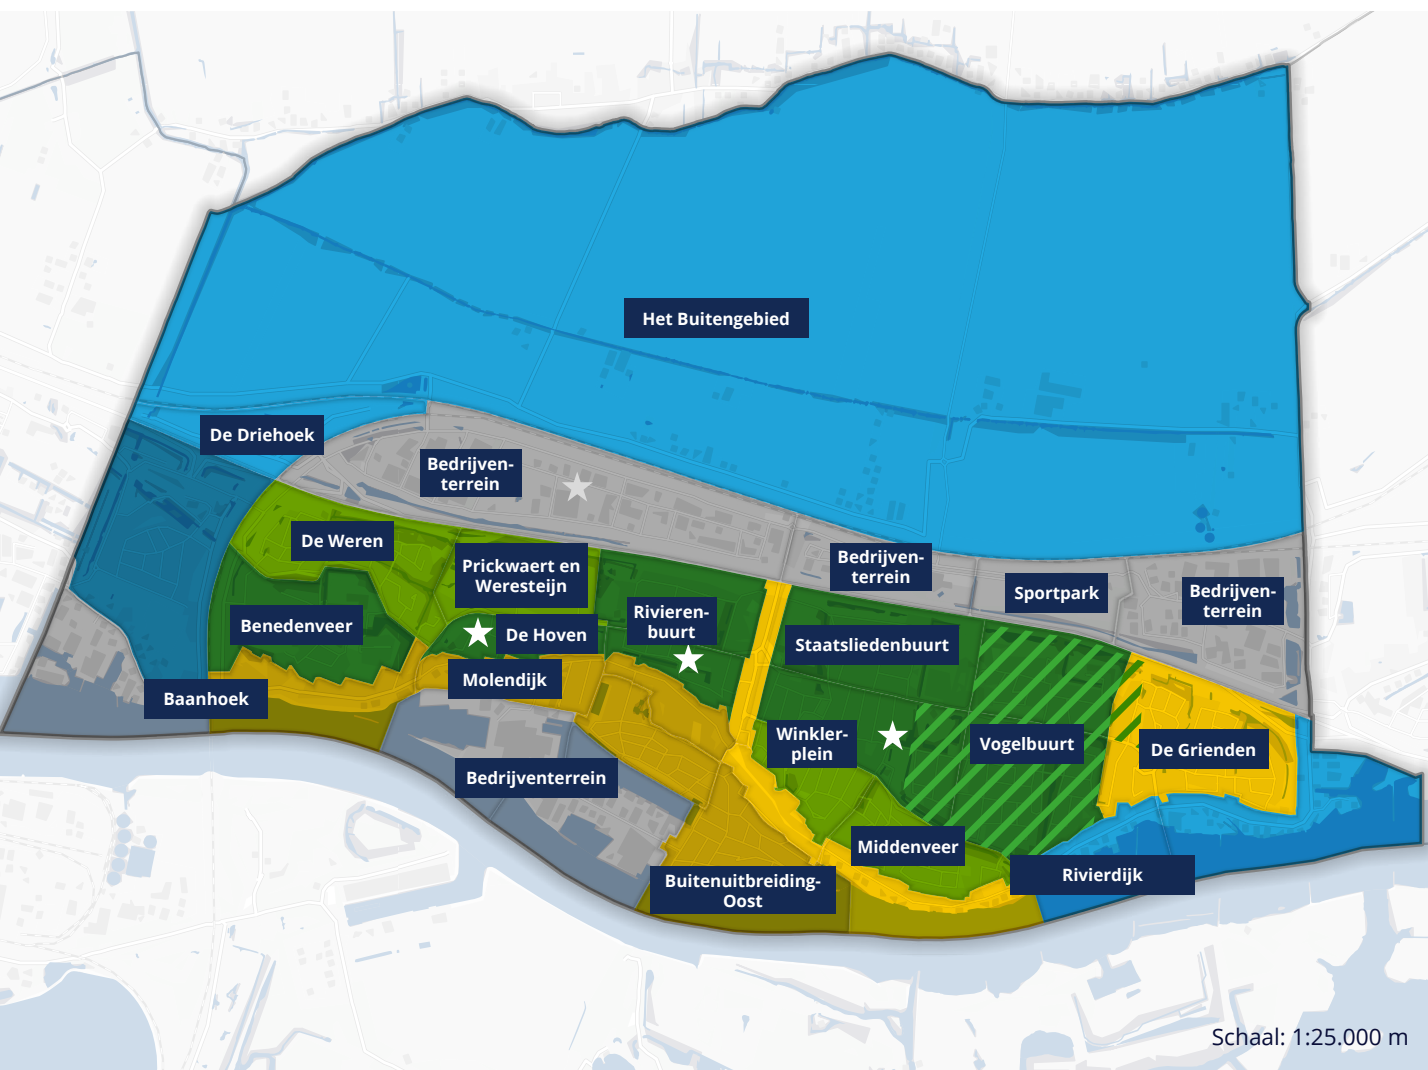 Het Buitengebied
De Driehoek
Bedrijven-
terrein
De Weren
Prickwaert en
Weresteijn
Bedrijven-
terrein
Sportpark
Bedrijven-
terrein
Benedenveer
De Hoven
Rivieren-
buurt
Staatsliedenbuurt
Baanhoek
Molendijk
Winkler-
plein
Vogelbuurt
De Grienden
Bedrijventerrein
Middenveer
Buitenuitbreiding-
Oost
Rivierdijk
Schaal: 1:25.000 m